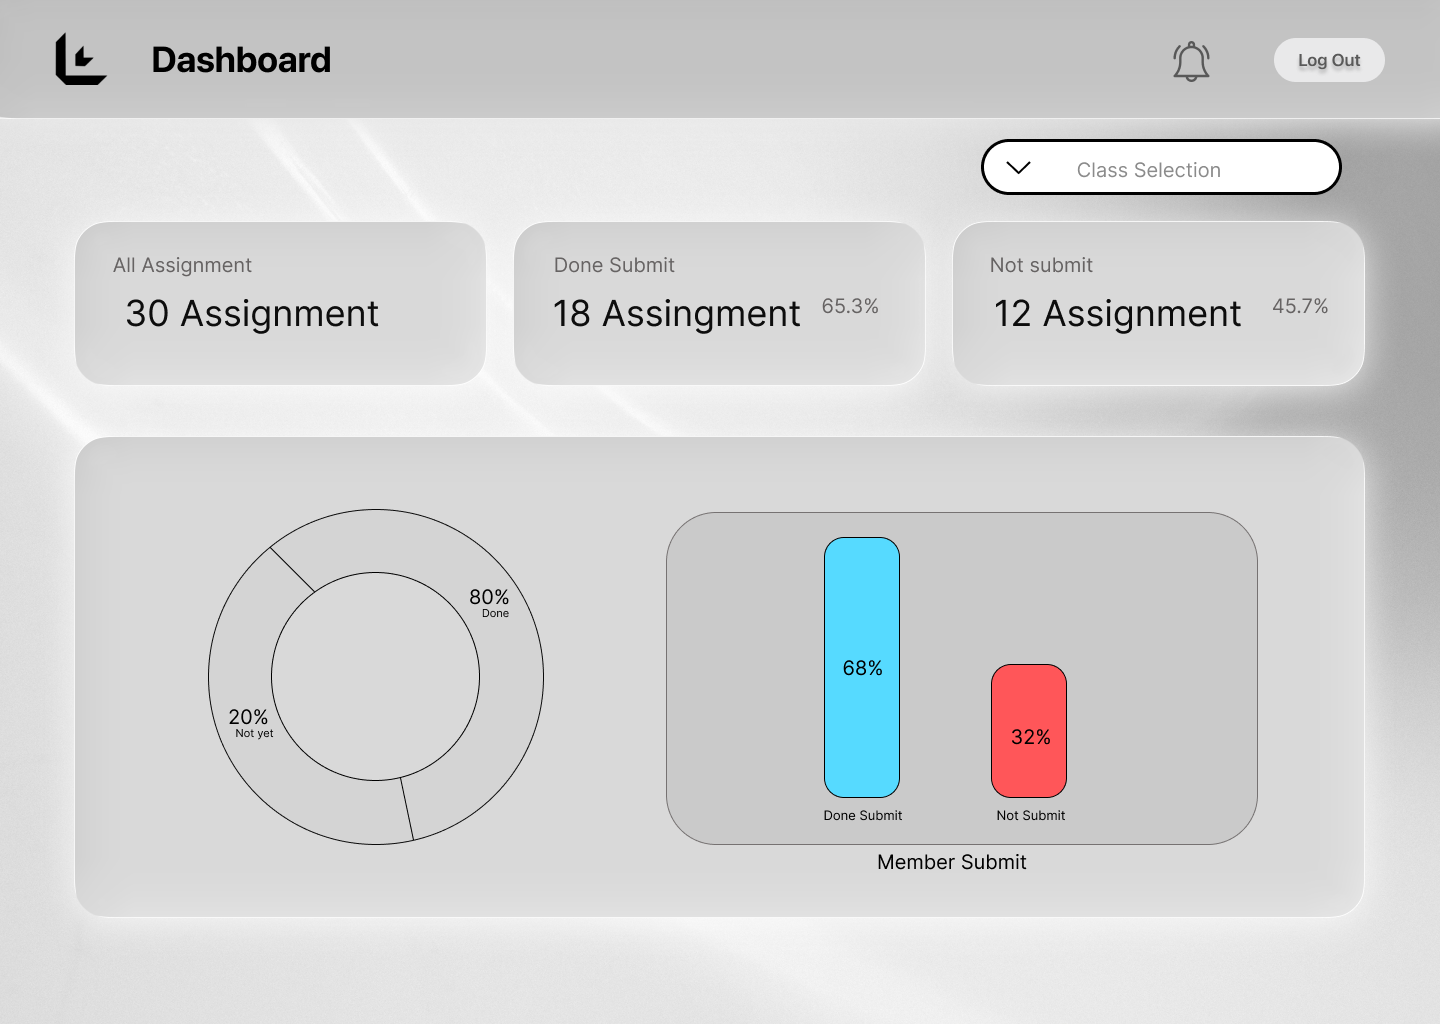 Dashboard
Log Out
Class Selection
All Assignment
30 Assignment
Done Submit
18 Assingment 65.3%
Not submit
12 Assignment 45.7%
80%
Done
20%
Not yet
68%
32%
Done Submit
Not Submit
Member Submit